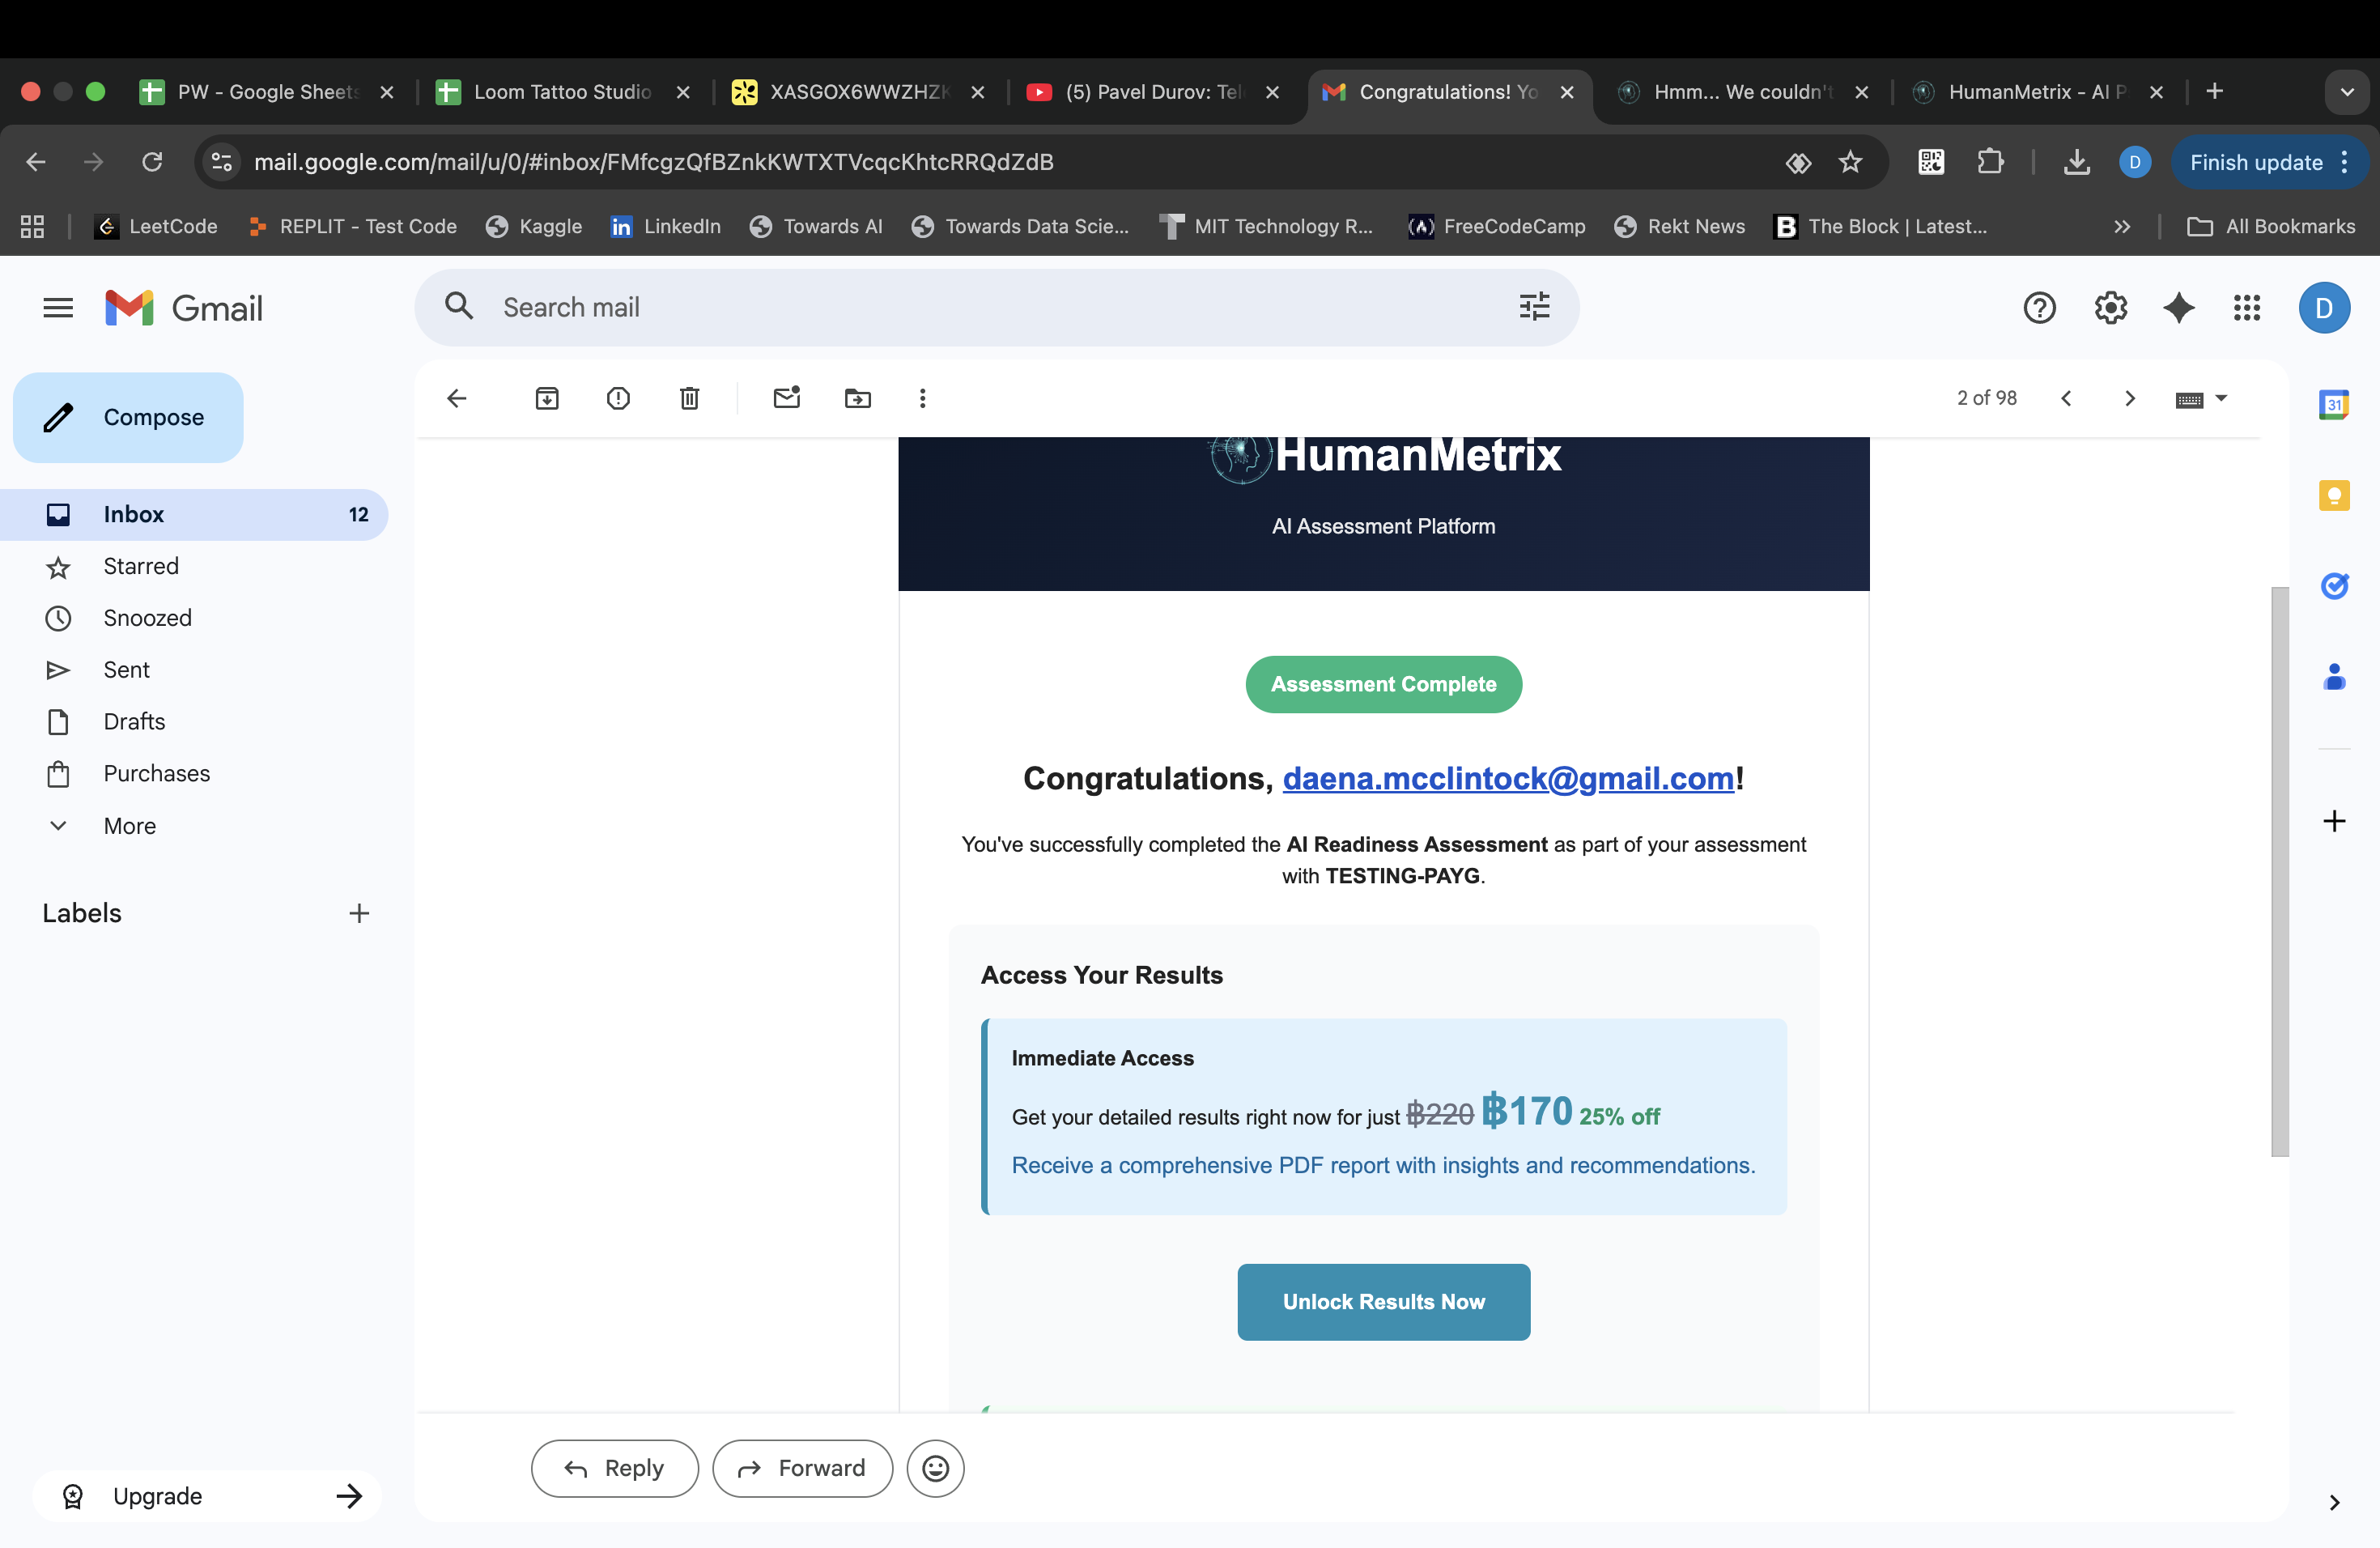 PW - Google Sheets
Loom Tattoo Studio
XASGOX6WWZHZK
(5) Pavel Durov: Tel
Congratulations! Yo
Hmm... We couldn't
HumanMetrix - AI P
mail.google.com/mail/u/0/#inbox/FMfcgzQfBZnkKWTXTVcqcKhtcRRQdZdB
D
Finish update
LeetCode
REPLIT - Test Code
Kaggle
in LinkedIn
Towards AI
Towards Data Scie...
MIT Technology R...
FreeCodeCamp
Rekt News
B The Block | Latest...
All Bookmarks
Gmail
Search mail
D
Compose
2 of 98
31
Inbox 12
Starred
Snoozed
Sent
Drafts
Purchases
More
Labels
Upgrade
HumanMetrix
AI Assessment Platform
Assessment Complete
Congratulations, daena.mcclintock@gmail.com!
You've successfully completed the AI Readiness Assessment as part of your assessment
with TESTING-PAYG.
Access Your Results
Immediate Access
Get your detailed results right now for just ฿220 ฿170 25% off
Receive a comprehensive PDF report with insights and recommendations.
Unlock Results Now
Reply
Forward